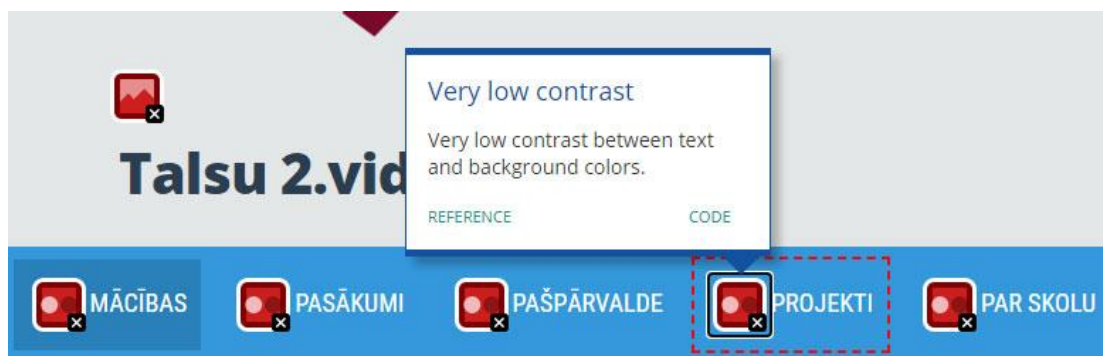 Very low contrast
Very low contrast between text
and background colors.
REFERENCE CODE
Talsu 2.vid
MĀCĪBAS PASĀKUMI PAŠPĀRVALDE PROJEKTI PAR SKOLU